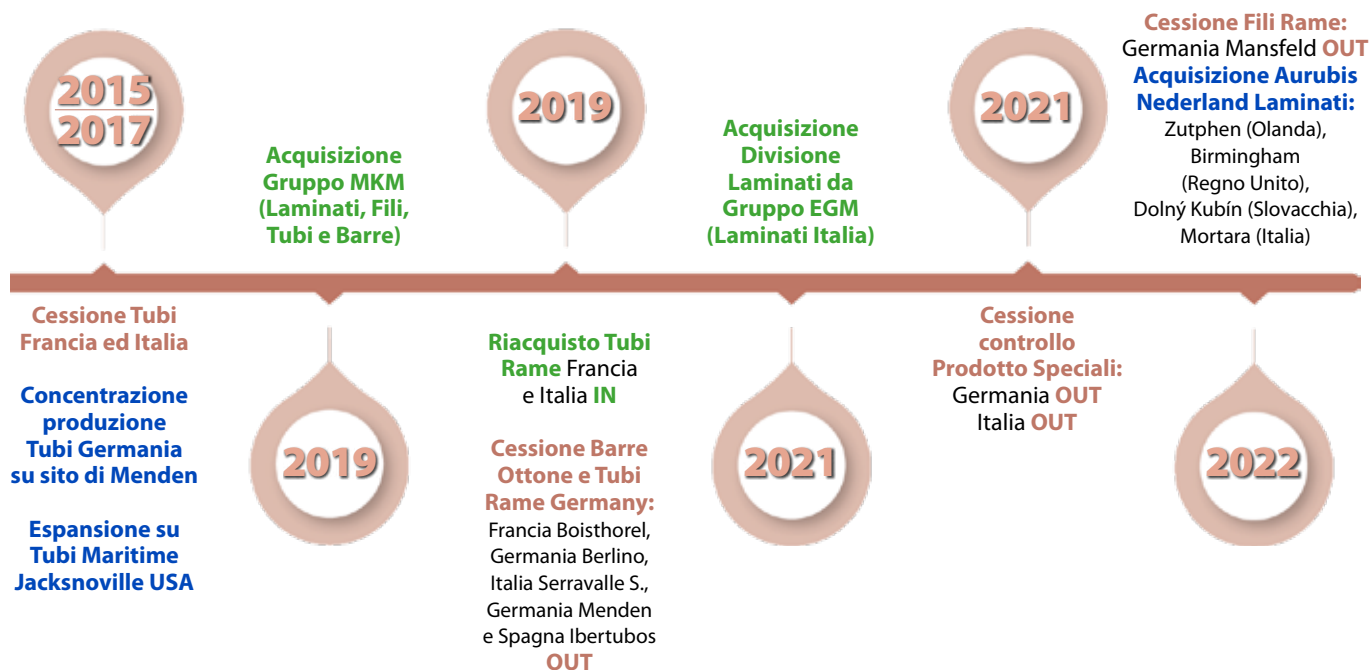 2015
2017
Cessione Tubi
Francia ed Italia
Concentrazione
produzione
Tubi Germania
su sito di Menden
Espansione su
Tubi Maritime
Jacksnoville USA
Acquisizione
Gruppo MKM
(Laminati, Fili,
Tubi e Barre)
2019
2019
Riacquisto Tubi
Rame Francia
e Italia IN
Cessione Barre
Ottone e Tubi
Rame Germany:
Francia Boisthorel,
Germania Berlino,
Italia Serravalle S.,
Germania Menden
e Spagna Ibertubos
OUT
Acquisizione
Divisione
Laminati da
Gruppo EGM
(Laminati Italia)
2021
2021
Cessione
controllo
Prodotto Speciali:
Germania OUT
Italia OUT
Cessione Fili Rame:
Germania Mansfeld OUT
Acquisizione Aurubis
Nederland Laminati:
Zutphen (Olanda),
Birmingham
(Regno Unito),
Dolný Kubín (Slovacchia),
Mortara (Italia)
2022